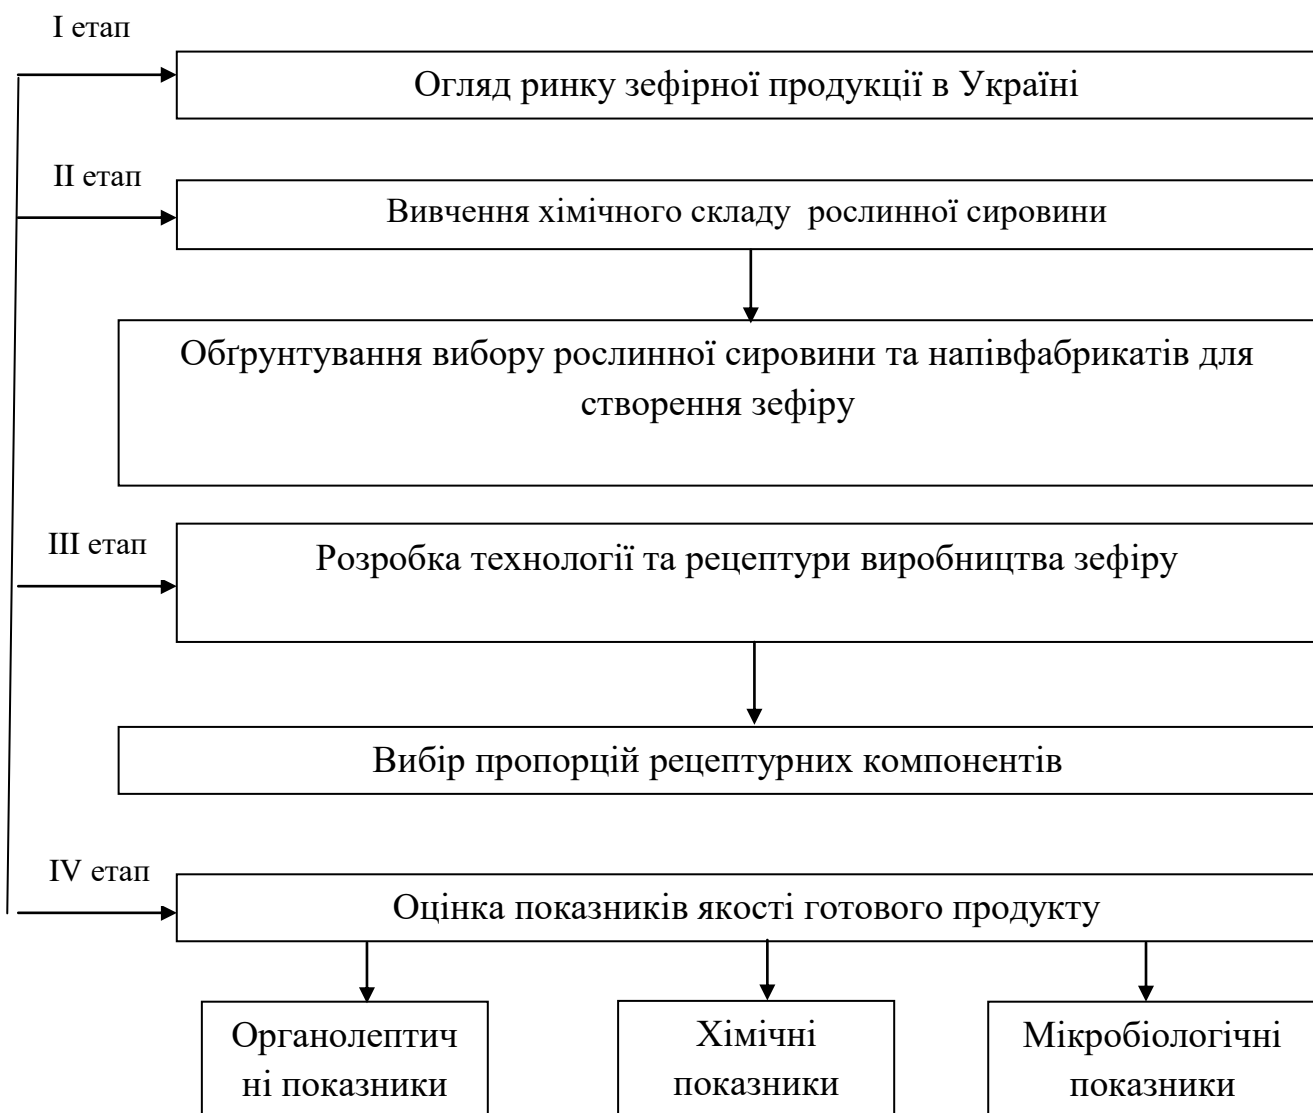 І етап
Огляд ринку зефірної продукції в Україні
ІІ етап
Вивчення хімічного складу рослинної сировини
Обґрунтування вибору рослинної сировини та напівфабрикатів для
створення зефіру
ІІІ етап
Розробка технології та рецептури виробництва зефіру
Вибір пропорцій рецептурних компонентів
IV етап
Оцінка показників якості готового продукту
Органолептич
ні показники
Хімічні
показники
Мікробіологічні
показники